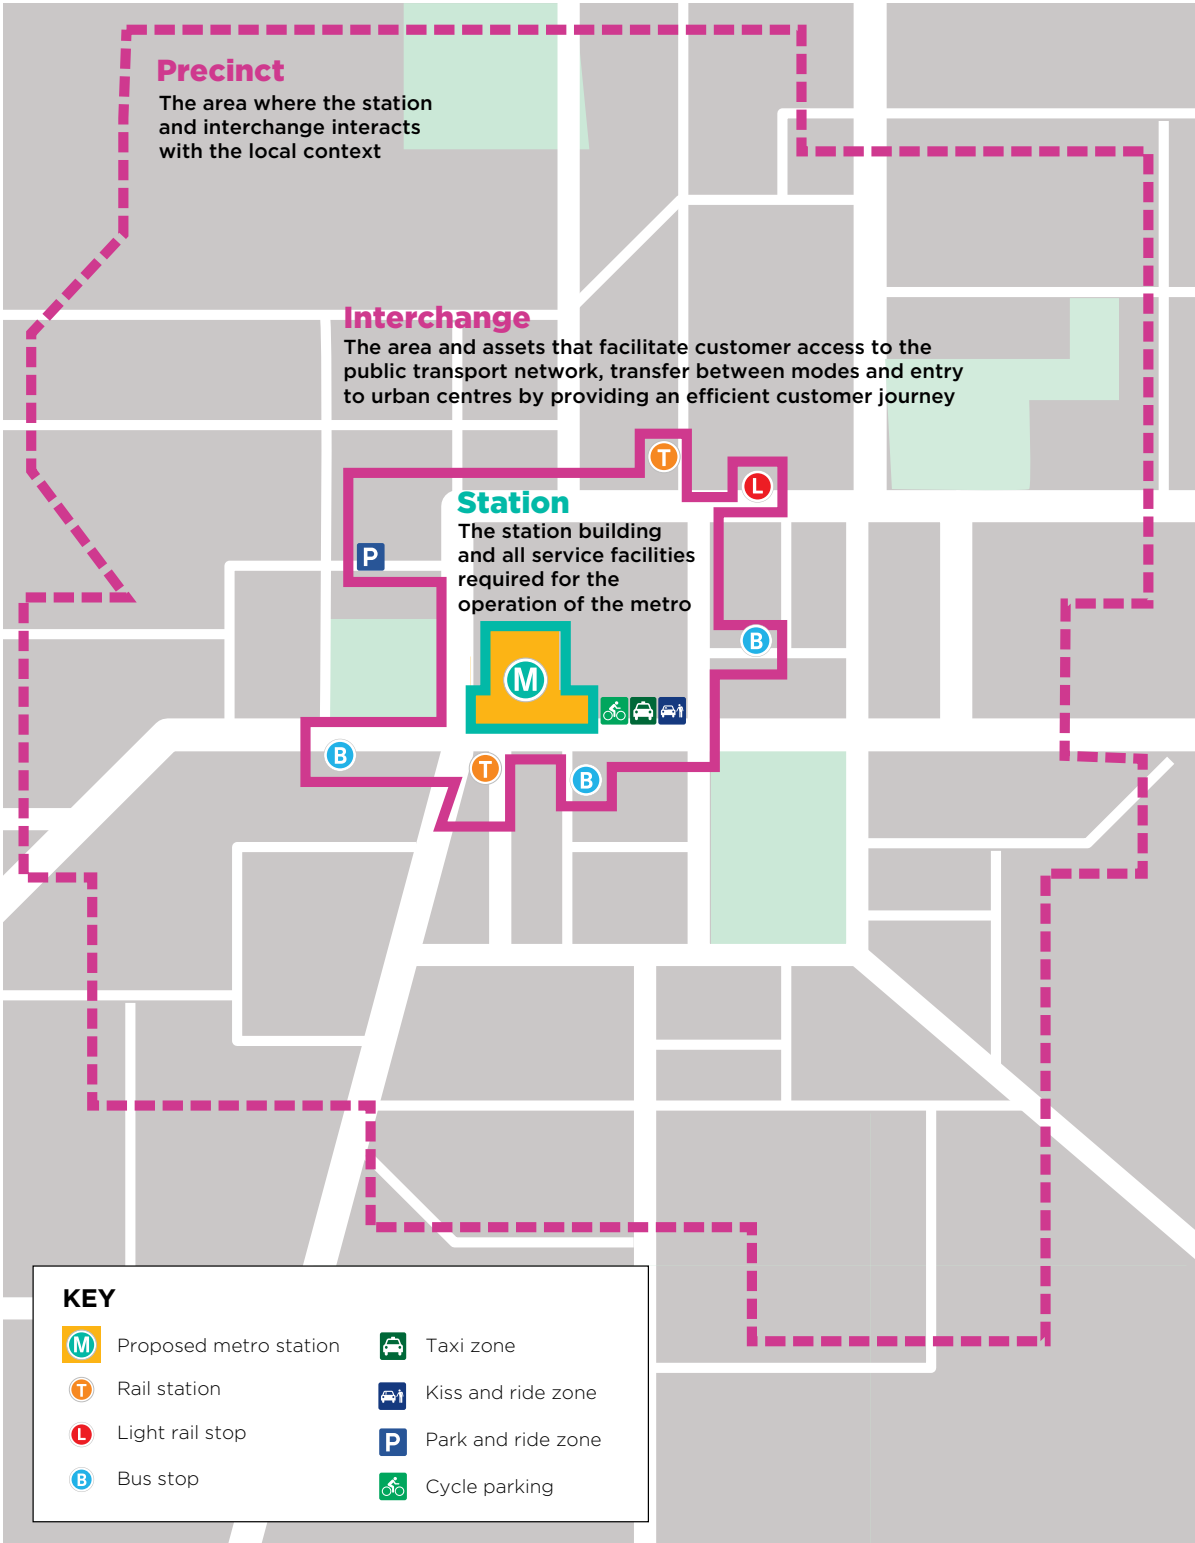 Precinct
The area where the station
and interchange interacts
with the local context
Interchange
The area and assets that facilitate customer access to the
public transport network, transfer between modes and entry
to urban centres by providing an efficient customer journey
T
L
Station
The station building
and all service facilities
required for the
operation of the metro
P
B
M
B
T
B
KEY
M Proposed metro station
T Rail station
L Light rail stop
B Bus stop
Taxi zone
Kiss and ride zone
P Park and ride zone
Cycle parking